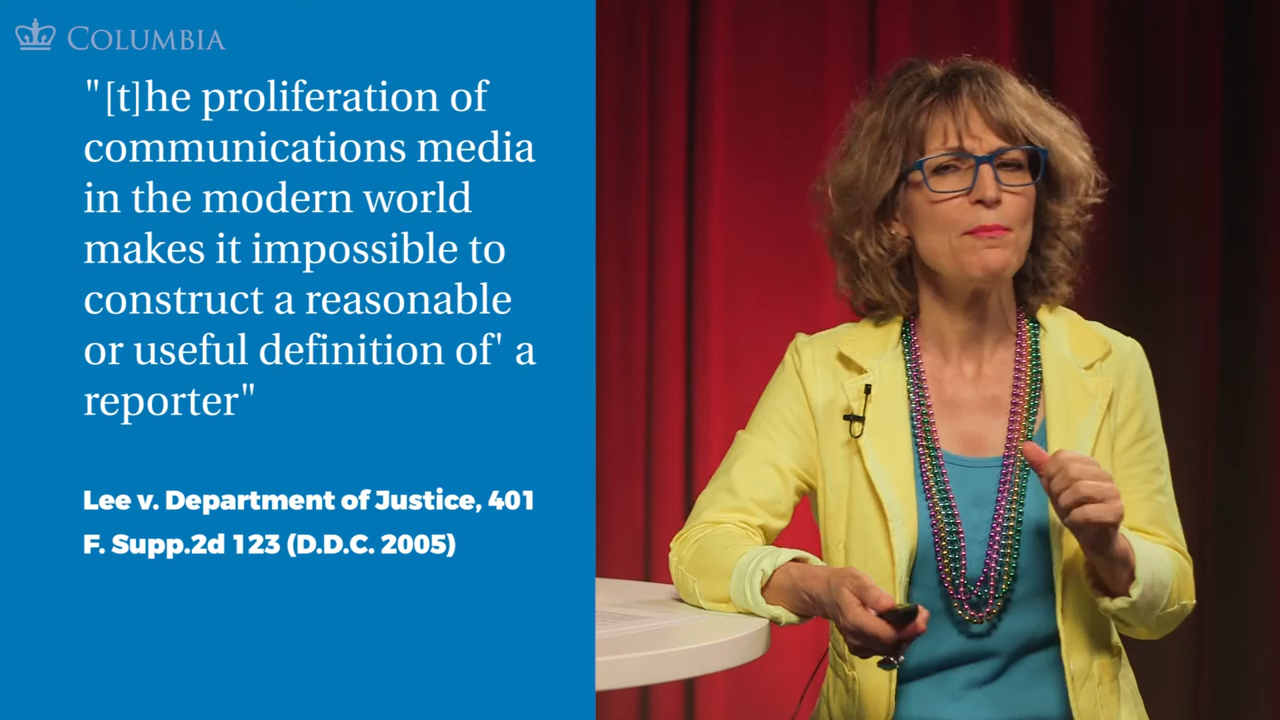 COLUMBIA
"[t]he proliferation of
communications media
in the modern world
makes it impossible to
construct a reasonable
or useful definition of' a
reporter"
Lee v. Department of Justice, 401
F. Supp.2d 123 (D.D.C. 2005)